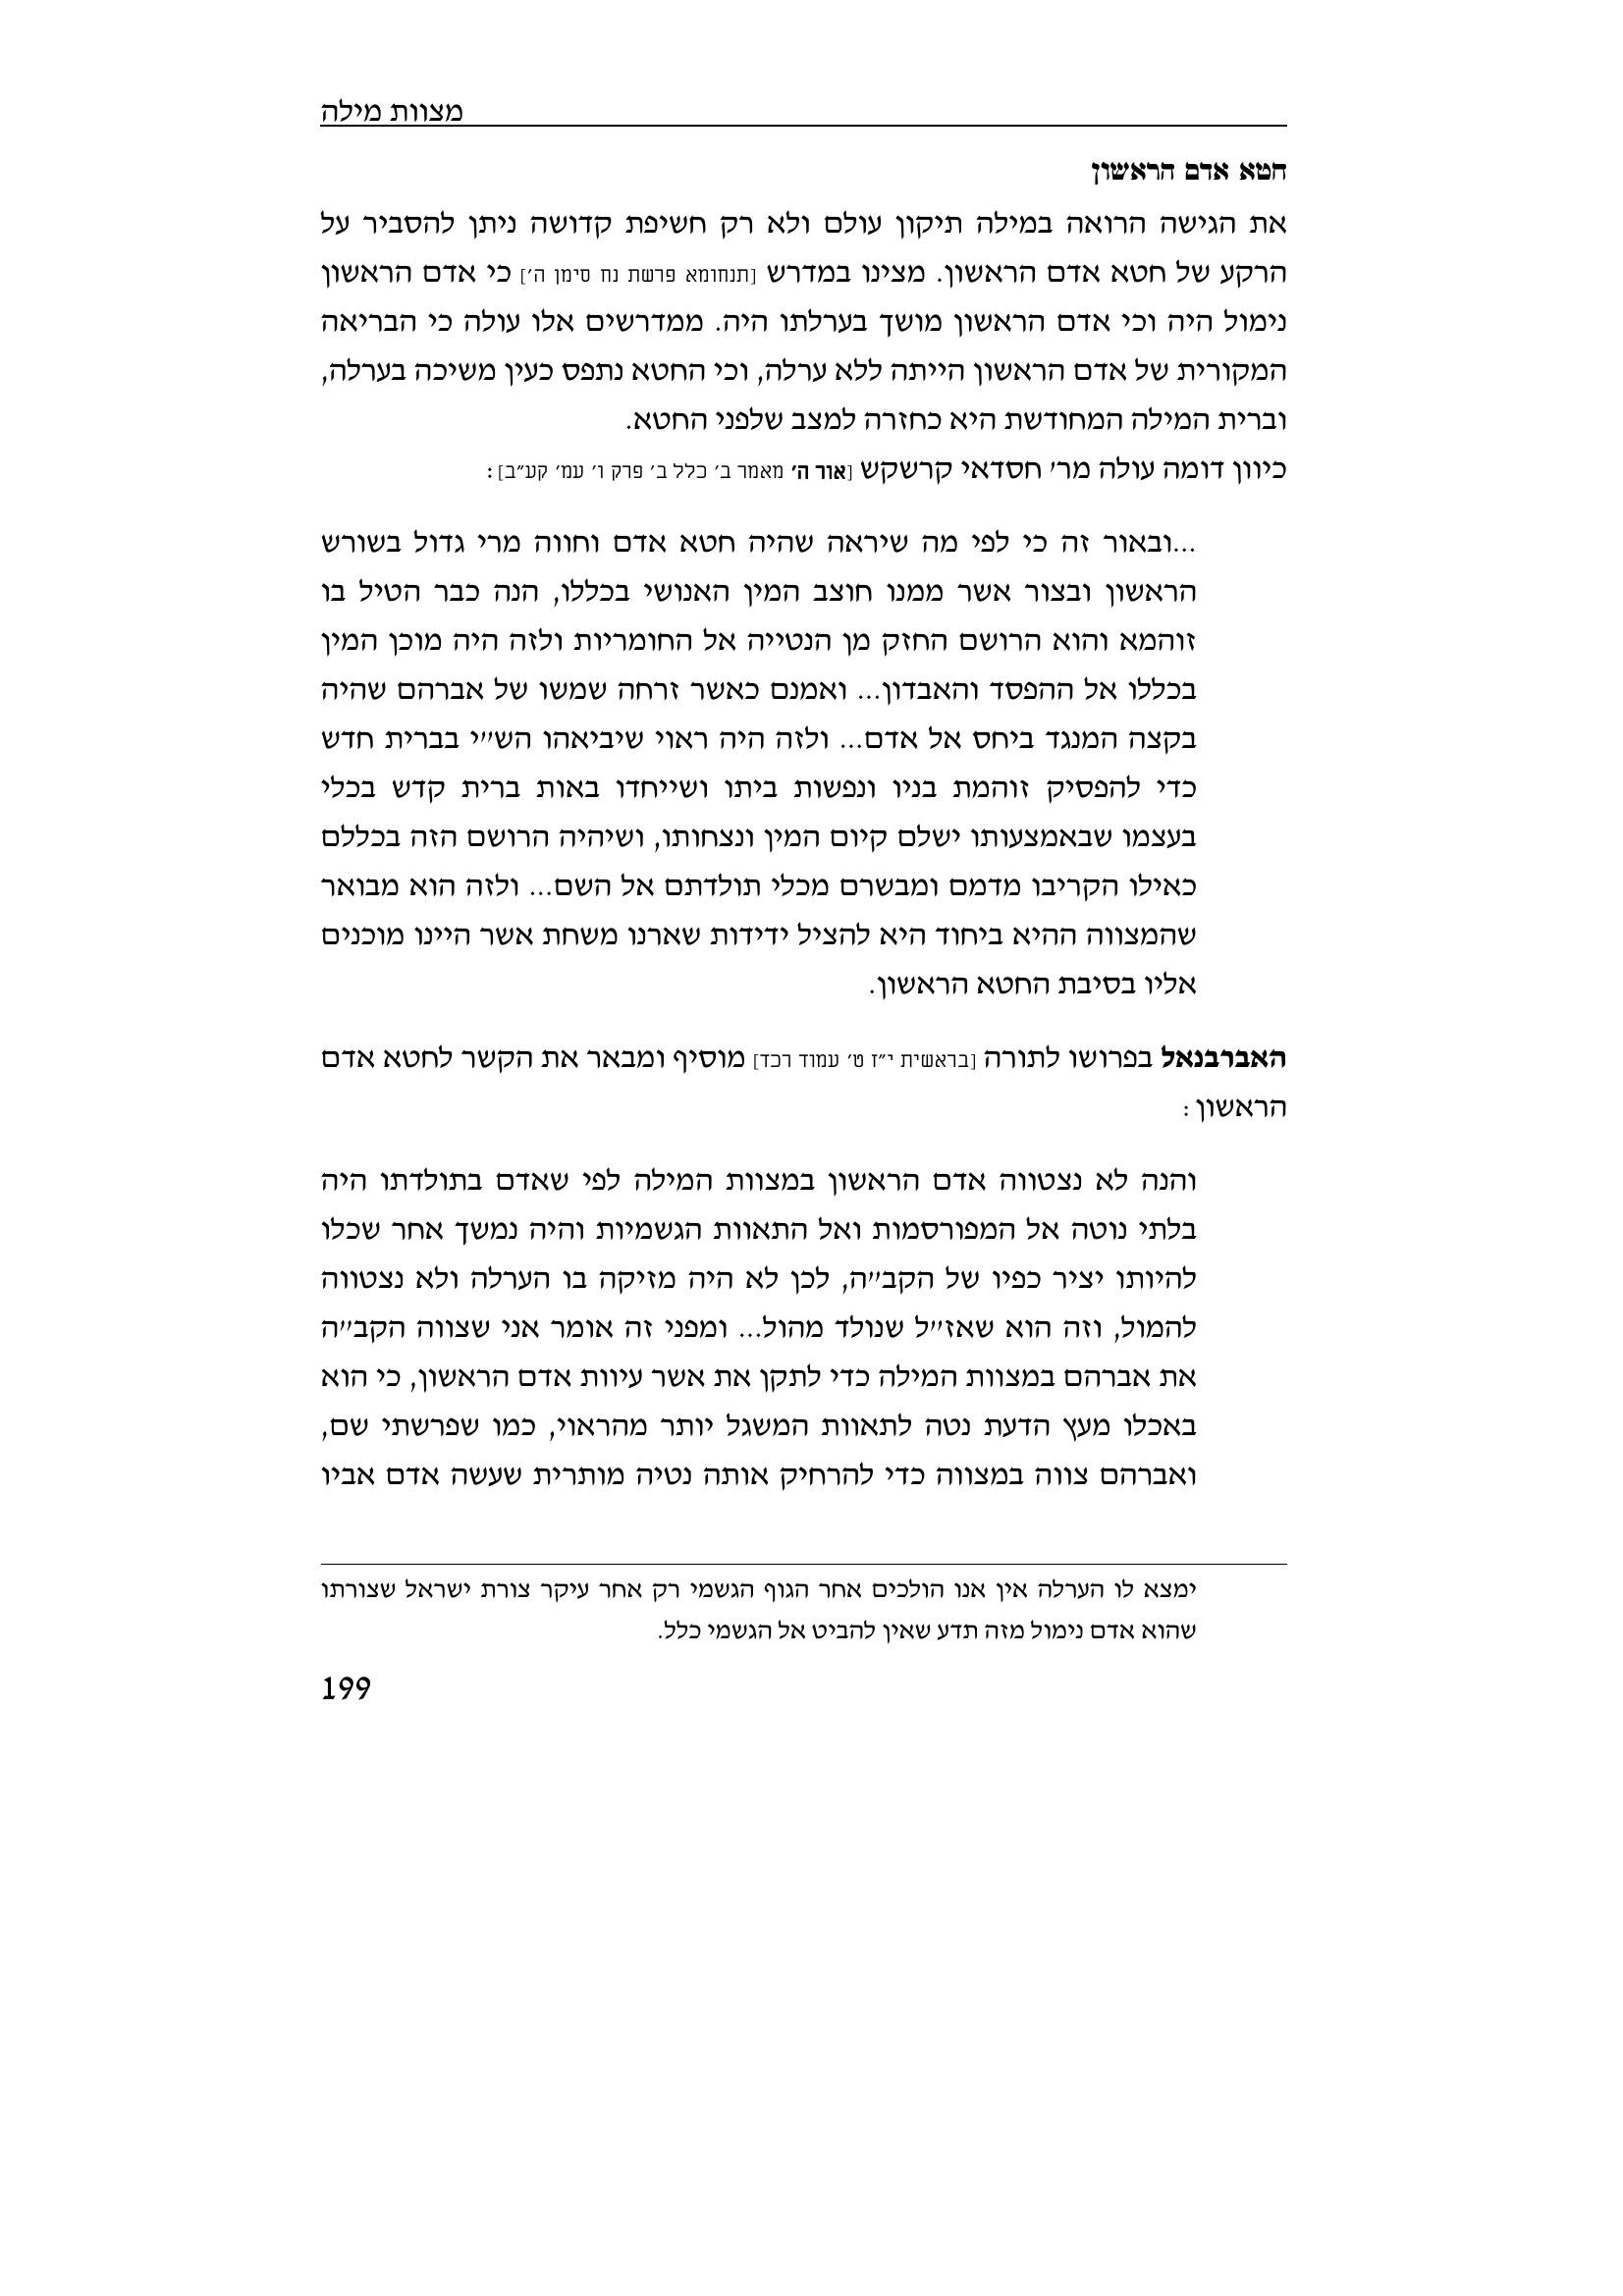 מצוות מילה
חטא אדם הראשון
את הגישה הרואה במילה תיקון עולם ולא רק חשיפת קדושה ניתן להסביר על
הרקע של חטא אדם הראשון. מצינו במדרש [תנחומא פרשת נח סימן ה׳] כי אדם הראשון
נימול היה וכי אדם הראשון מושך בערלתו היה. ממדרשים אלו עולה כי הבריאה
המקורית של אדם הראשון הייתה ללא ערלה, וכי החטא נתפס כעין משיכה בערלה,
וברית המילה המחודשת היא כחזרה למצב שלפני החטא.
כיוון דומה עולה מר׳ חסדאי קרשקש [אור ה׳ מאמר ב׳ כלל ב׳ פרק ו׳ עמ׳ קע״ב]:
...ובאור זה כי לפי מה שיראה שהיה חטא אדם וחווה מרי גדול בשורש
הראשון ובצור אשר ממנו חוצב המין האנושי בכללו, הנה כבר הטיל בו
זוהמא והוא הרושם החזק מן הנטייה אל החומריות ולזה היה מוכן המין
בכללו אל ההפסד והאבדון... ואמנם כאשר זרחה שמשו של אברהם שהיה
בקצה המנגד ביחס אל אדם... ולזה היה ראוי שיביאהו הש״י בברית חדש
כדי להפסיק זוהמת בניו ונפשות ביתו ושייחדו באות ברית קדש בכלי
בעצמו שבאמצעותו ישלם קיום המין ונצחותו, ושיהיה הרושם הזה בכללם
כאילו הקריבו מדמם ומבשרם מכלי תולדתם אל השם... ולזה הוא מבואר
שהמצווה ההיא ביחוד היא להציל ידידות שארנו משחת אשר היינו מוכנים
אליו בסיבת החטא הראשון.
האברבנאל בפרושו לתורה [בראשית י״ז ט׳ עמוד רכד] מוסיף ומבאר את הקשר לחטא אדם
הראשון:
והנה לא נצטווה אדם הראשון במצוות המילה לפי שאדם בתולדתו היה
בלתי נוטה אל המפורסמות ואל התאוות הגשמיות והיה נמשך אחר שכלו
להיותו יציר כפיו של הקב״ה, לכן לא היה מזיקה בו הערלה ולא נצטווה
להמול, וזה הוא שאז״ל שנולד מהול... ומפני זה אומר אני שצווה הקב״ה
את אברהם במצוות המילה כדי לתקן את אשר עיוות אדם הראשון, כי הוא
באכלו מעץ הדעת נטה לתאוות המשגל יותר מהראוי, כמו שפרשתי שם,
ואברהם צווה במצווה כדי להרחיק אותה נטיה מותרית שעשה אדם אביו
ימצא לו הערלה אין אנו הולכים אחר הגוף הגשמי רק אחר עיקר צורת ישראל שצורתו
שהוא אדם נימול מזה תדע שאין להביט אל הגשמי כלל.
199